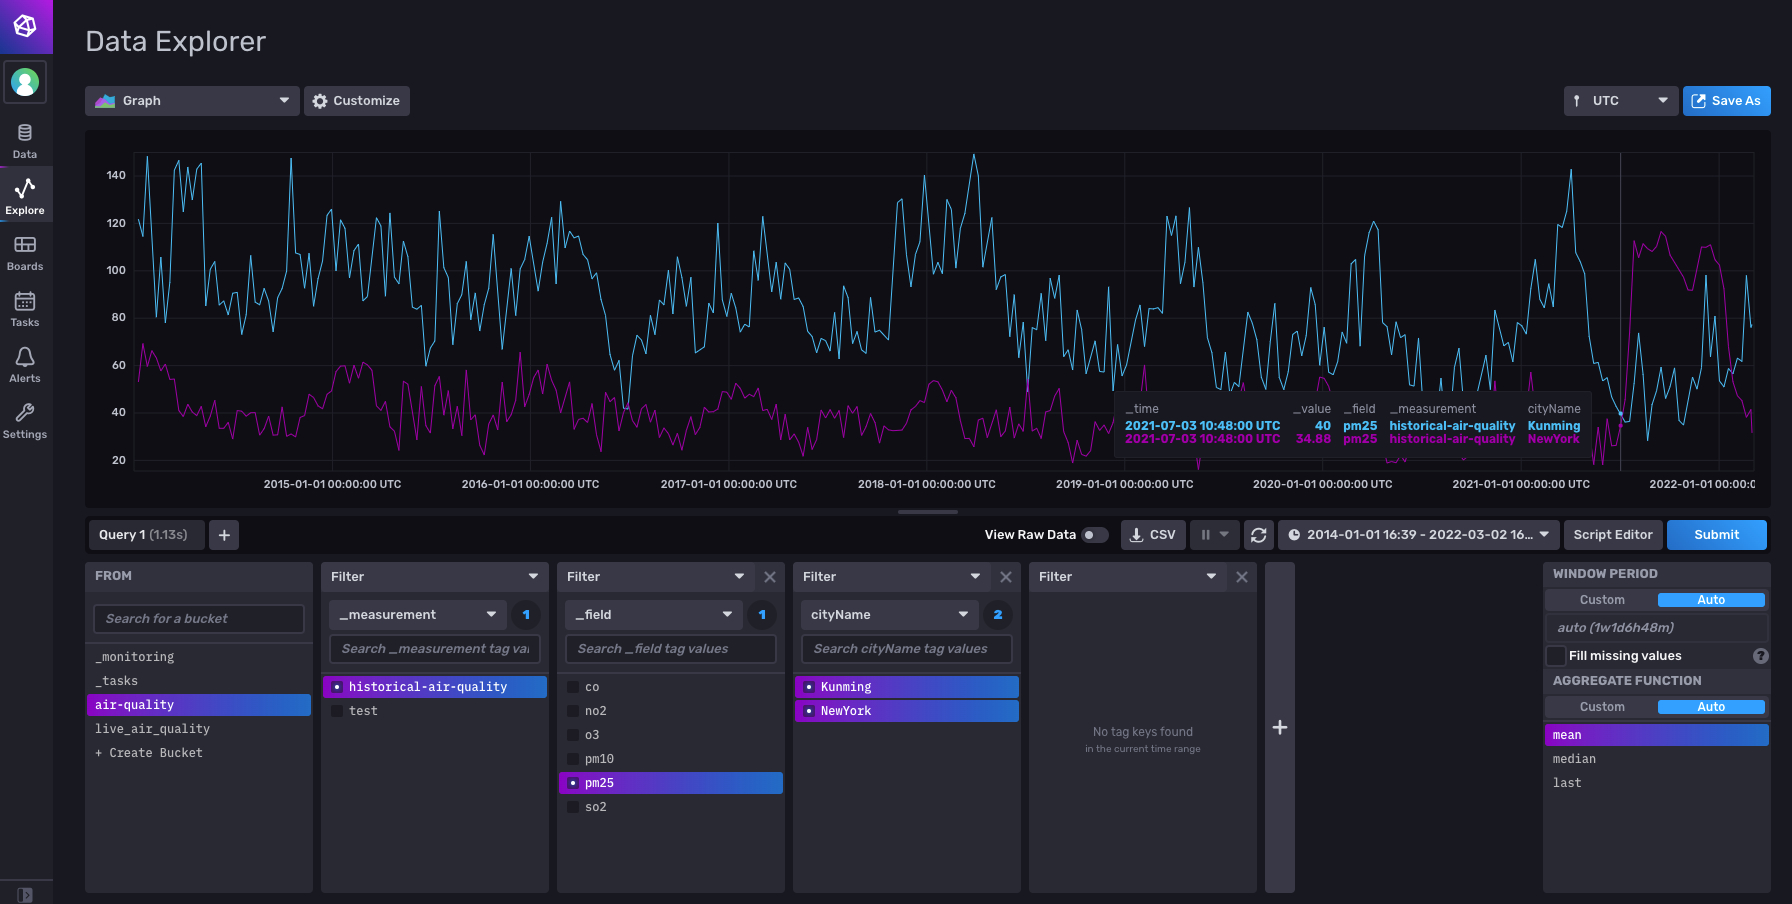 Data Explorer
Graph
Customize
UTC
Save As
Data
Explore
Boards
Tasks
Alerts
Settings
140
120
100
80
60
40
20
_time _value _field _measurement cityName
2021-07-03 10:48:00 UTC 40 pm25 historical-air-quality Kunming
2021-07-03 10:48:00 UTC 34.88 pm25 historical-air-quality NewYork
2015-01-01 00:00:00 UTC 2016-01-01 00:00:00 UTC 2017-01-01 00:00:00 UTC 2018-01-01 00:00:00 UTC 2019-01-01 00:00:00 UTC 2020-01-01 00:00:00 UTC 2021-01-01 00:00:00 UTC 2022-01-01 00:00:0
Query 1 (1.13s)
+
View Raw Data
CSV
2014-01-01 16:39 - 2022-03-02 16...
Script Editor
Submit
FROM
Search for a bucket
_monitoring
_tasks
air-quality
live_air_quality
+ Create Bucket
Filter
_measurement 1
Search _measurement tag val
historical-air-quality
test
Filter
_field 1
Search _field tag values
co
no2
o3
pm10
pm25
so2
Filter
cityName 2
Search cityName tag values
Kunming
NewYork
Filter
No tag keys found
in the current time range
+
WINDOW PERIOD
Custom Auto
auto (1w1d6h48m)
Fill missing values ?
AGGREGATE FUNCTION
Custom Auto
mean
median
last